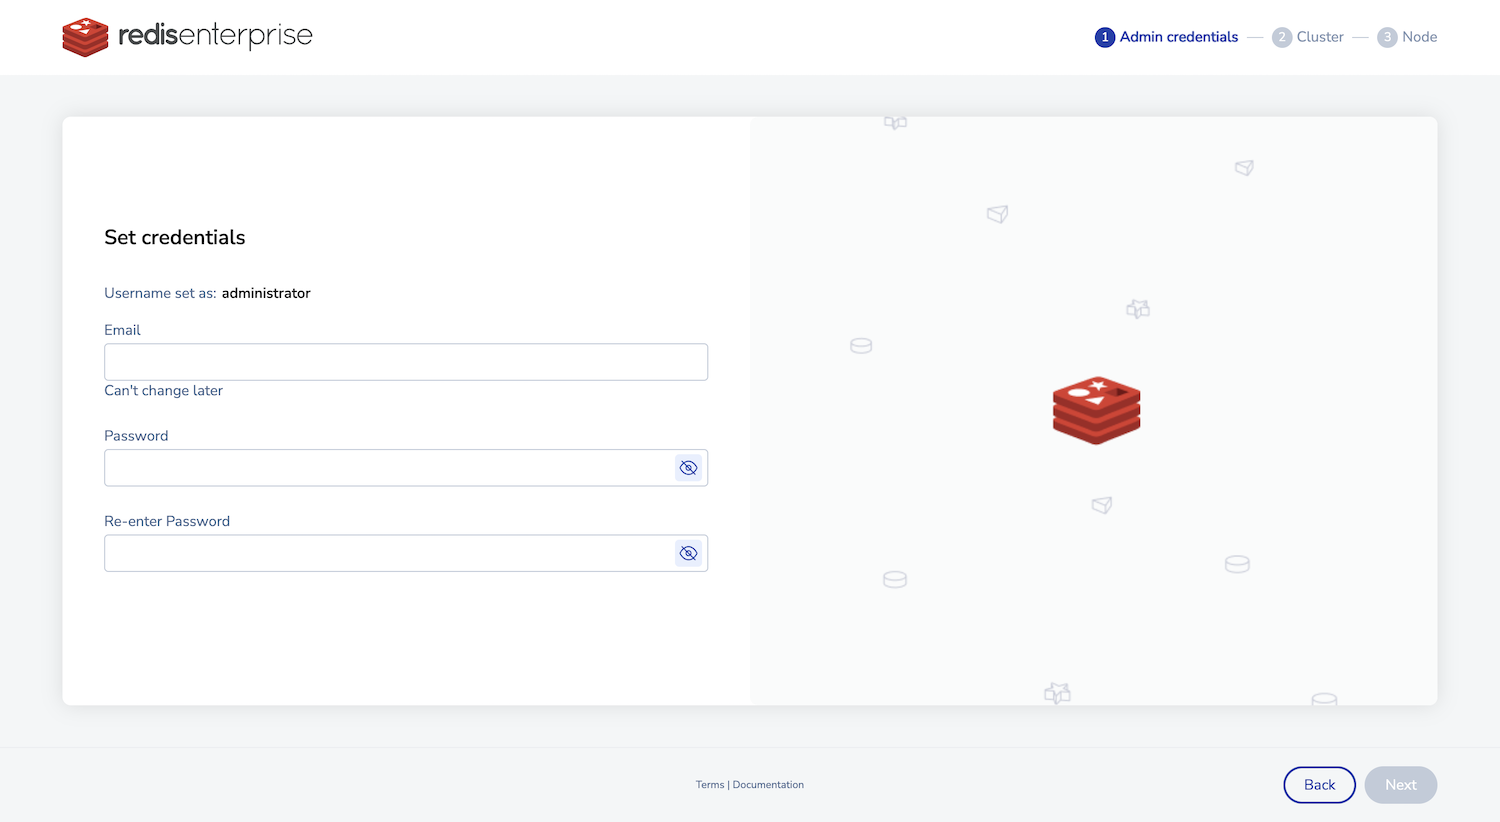 redisenterprise
1 Admin credentials — 2 Cluster — 3 Node
Set credentials
Username set as: administrator
Email
Can't change later
Password
Re-enter Password
Terms | Documentation
Back
Next